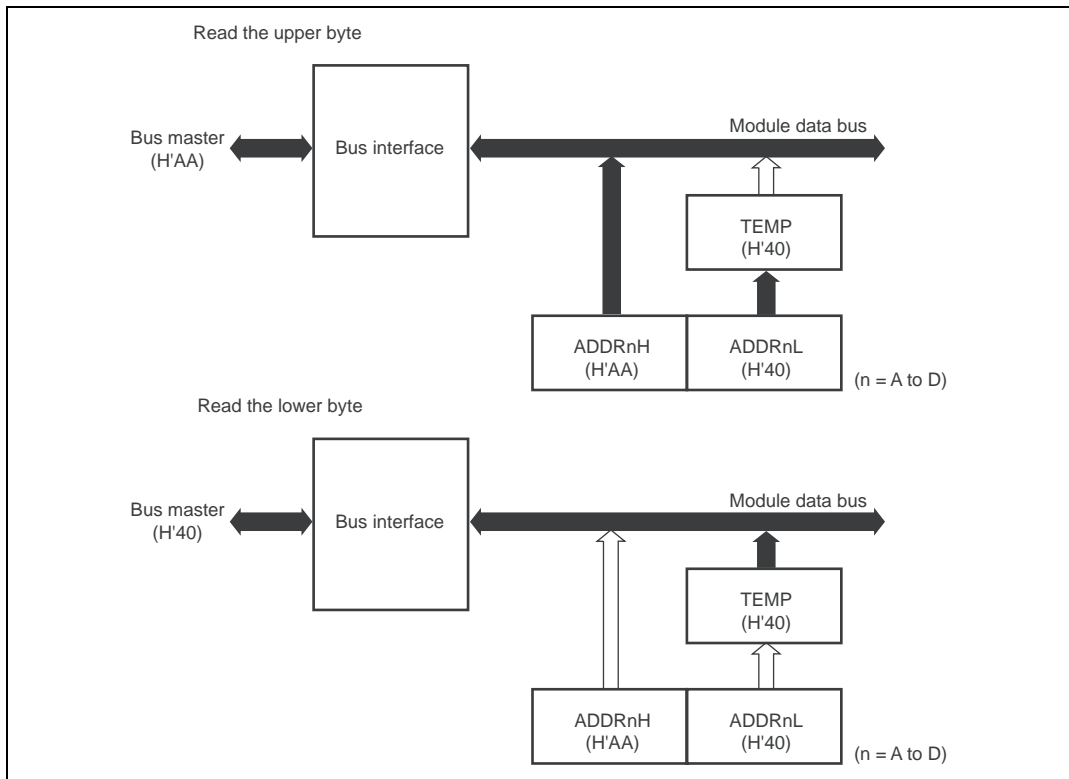 Read the upper byte
Bus master
(H'AA)
Bus interface
Module data bus
TEMP
(H'40)
ADDRnH
(H'AA)
ADDRnL
(H'40)
(n = A to D)
Read the lower byte
Bus master
(H'40)
Bus interface
Module data bus
TEMP
(H'40)
ADDRnH
(H'AA)
ADDRnL
(H'40)
(n = A to D)